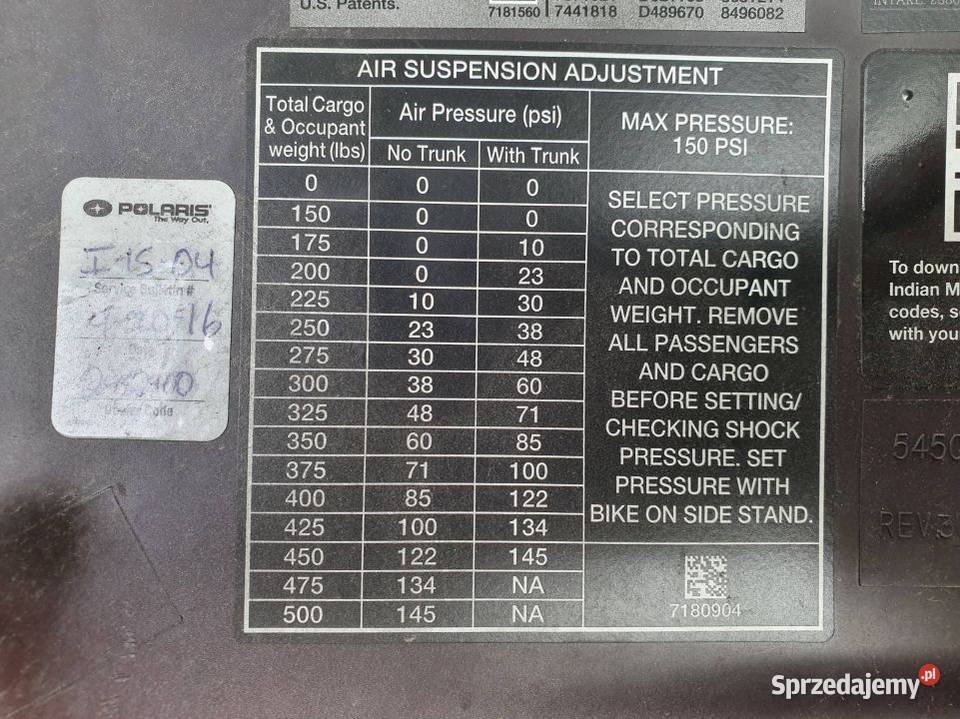 U.S. Patents.
7181560 7441818 D489670 8496082
AIR SUSPENSION ADJUSTMENT
Total Cargo & Occupant weight (lbs) Air Pressure (psi) MAX PRESSURE: 150 PSI
No Trunk With Trunk
0 0 0
150 0 0
175 0 10
200 0 23
225 10 30
250 23 38
275 30 48
300 38 60
325 48 71
350 60 85
375 71 100
400 85 122
425 100 134
450 122 145
475 134 NA
500 145 NA
SELECT PRESSURE
CORRESPONDING
TO TOTAL CARGO
AND OCCUPANT
WEIGHT. REMOVE
ALL PASSENGERS
AND CARGO
BEFORE SETTING/
CHECKING SHOCK
PRESSURE. SET
PRESSURE WITH
BIKE ON SIDE STAND.
7180904
POLARIS
The Way Out.
I-15-04
Service Bulletin #
Date
Dealer Code
To down
Indian M
codes, s
with you
5450
REV.3
Sprzedajemy.pl